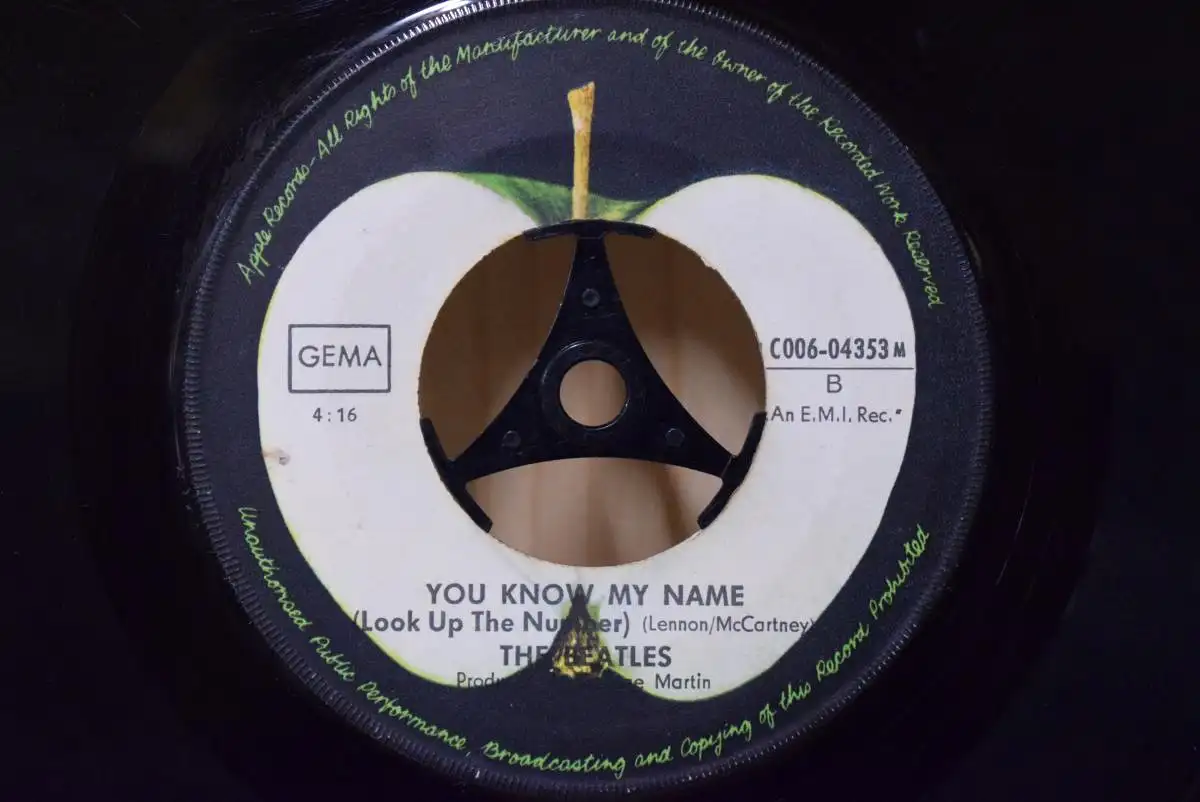 Apple Records-All Rights of the Manufacturer and of the Owner of the Recorded Work Reserved
GEMA
4:16
C006-04353 M
B
An E.M.I. Rec.
YOU KNOW MY NAME
(Look Up The Number) (Lennon/McCartney)
THE BEATLES
Martin
Unauthorised Public Performance, Broadcasting and Copying of this Record Prohibited